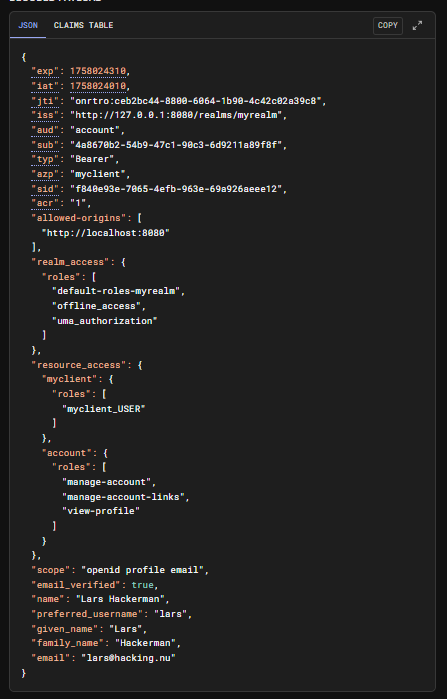 JSON
CLAIMS TABLE
COPY
{
"exp": 1758024310,
"iat": 1758024010,
"jti": "onrtro:ceb2bc44-8800-6064-1b90-4c42c02a39c8",
"iss": "http://127.0.0.1:8080/realms/myrealm",
"aud": "account",
"sub": "4a8670b2-54b9-47c1-90c3-6d9211a89f8f",
"typ": "Bearer",
"azp": "myclient",
"sid": "f840e93e-7065-4efb-963e-69a926aeee12",
"acr": "1",
"allowed-origins": [
"http://localhost:8080"
],
"realm_access": {
"roles": [
"default-roles-myrealm",
"offline_access",
"uma_authorization"
]
},
"resource_access": {
"myclient": {
"roles": [
"myclient_USER"
]
},
"account": {
"roles": [
"manage-account",
"manage-account-links",
"view-profile"
]
}
},
"scope": "openid profile email",
"email_verified": true,
"name": "Lars Hackerman",
"preferred_username": "lars",
"given_name": "Lars",
"family_name": "Hackerman",
"email": "lars@hacking.nu"
}